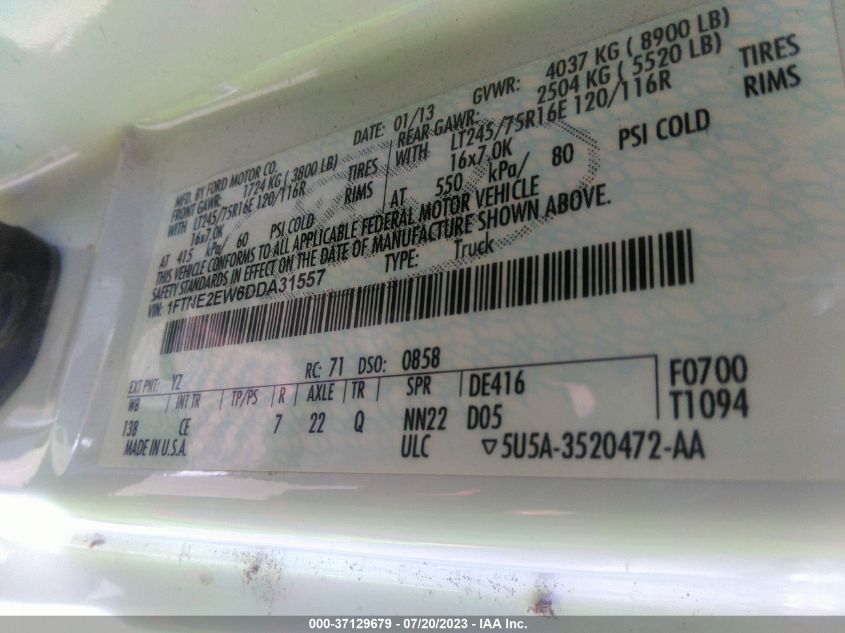 MFD. BY FORD MOTOR CO. DATE: 01/13 GVWR: 4037 KG ( 8900 LB)
FRONT GAWR: 1724 KG ( 3800 LB) REAR GAWR: 2504 KG ( 5520 LB)
WITH LT245/75R16E 120/116R TIRES WITH LT245/75R16E 120/116R TIRES
16x7.0K RIMS 16x7.0K RIMS
AT 415 kPa/ 60 PSI COLD AT 550 kPa/ 80 PSI COLD
THIS VEHICLE CONFORMS TO ALL APPLICABLE FEDERAL MOTOR VEHICLE
SAFETY STANDARDS IN EFFECT ON THE DATE OF MANUFACTURE SHOWN ABOVE.
VIN: 1FTNE2EW6DDA31557 TYPE: Truck
EXT PNT: YZ RC: 71 DSO: 0858
WB INT TR TP/PS R AXLE TR SPR DE416 F0700
138 CE 7 22 Q NN22 D05 T1094
MADE IN U.S.A. ULC 5U5A-3520472-AA
000-37129679 - 07/20/2023 - IAA Inc.